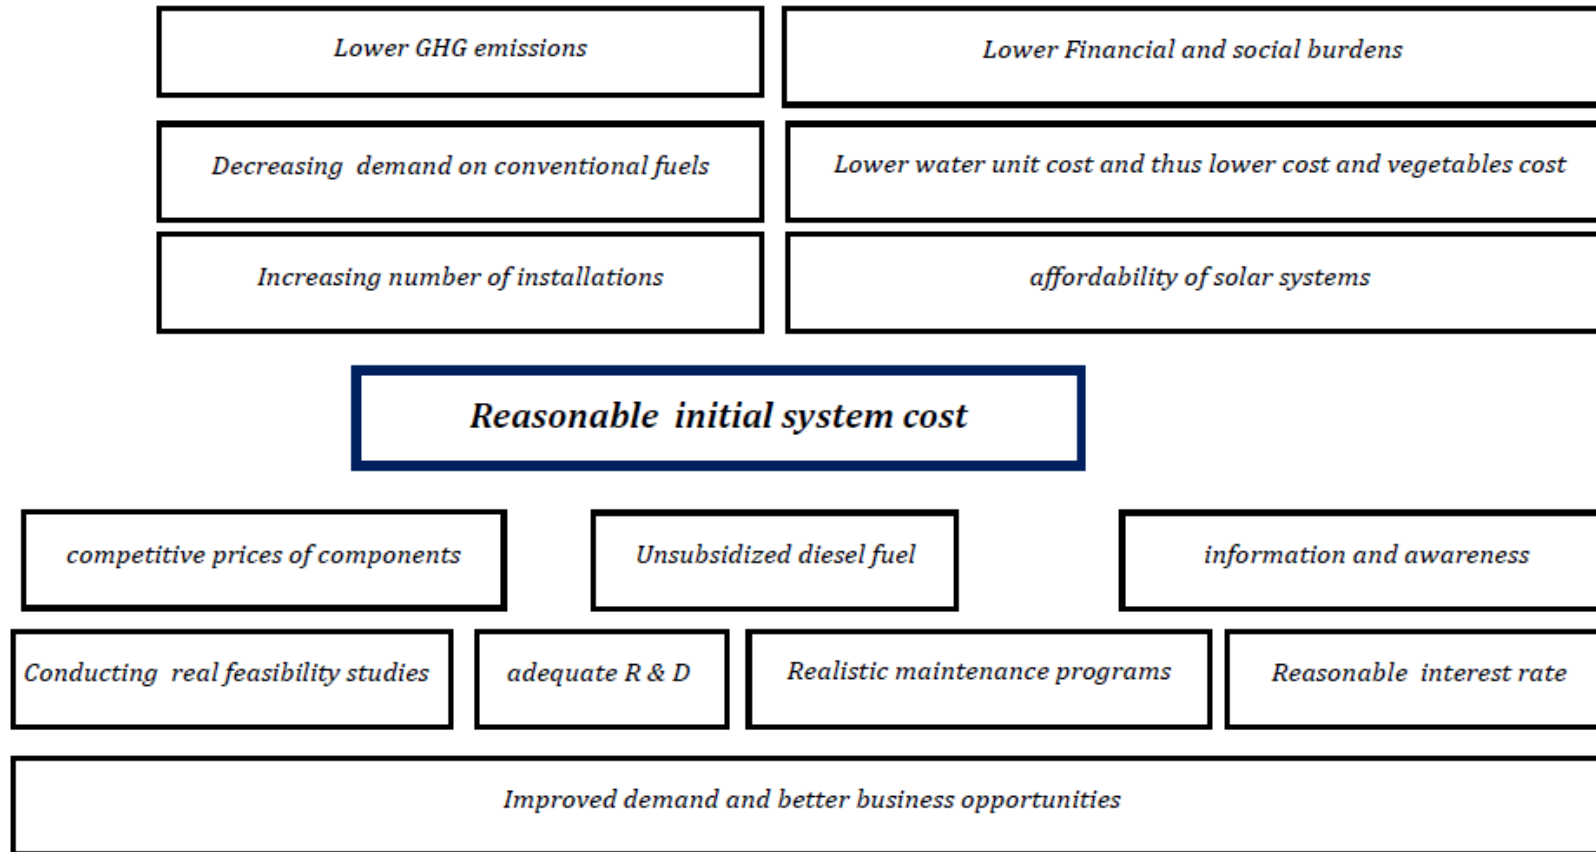 Lower GHG emissions
Lower Financial and social burdens
Decreasing demand on conventional fuels
Lower water unit cost and thus lower cost and vegetables cost
Increasing number of installations
affordability of solar systems
Reasonable initial system cost
competitive prices of components
Unsubsidized diesel fuel
information and awareness
Conducting real feasibility studies
adequate R & D
Realistic maintenance programs
Reasonable interest rate
Improved demand and better business opportunities